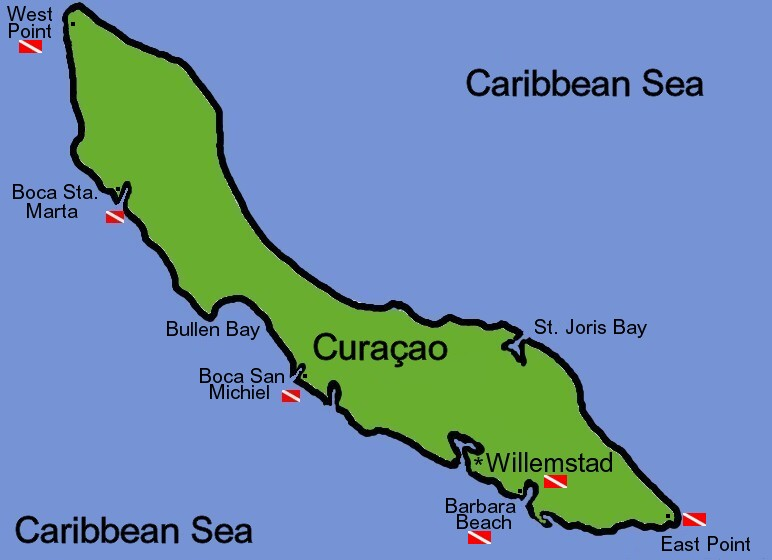 West
Point
Caribbean Sea
Boca Sta.
Marta
Bullen Bay
St. Joris Bay
Curaçao
Boca San
Michiel
*Willemstad
Barbara
Beach
Caribbean Sea
East Point